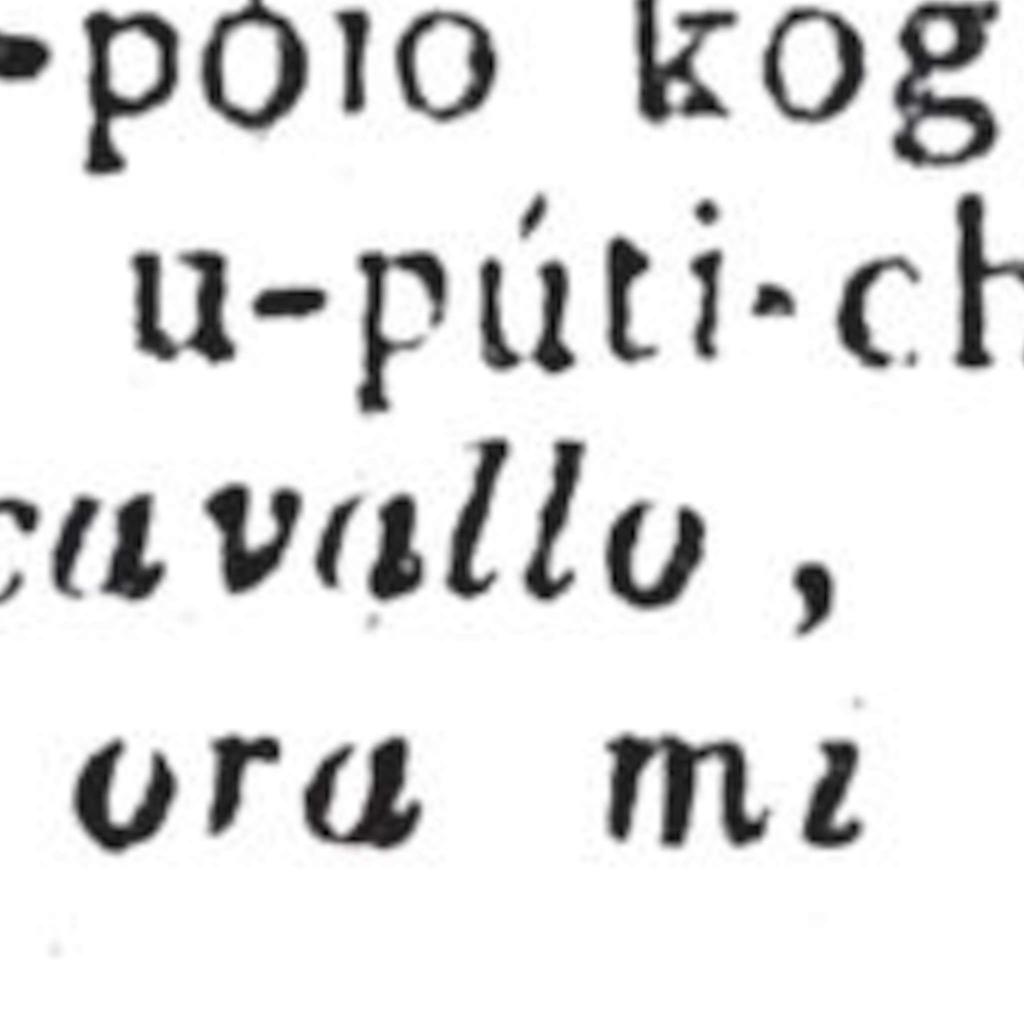 -poio kog
u-púti-ch
cavallo,
ora mi